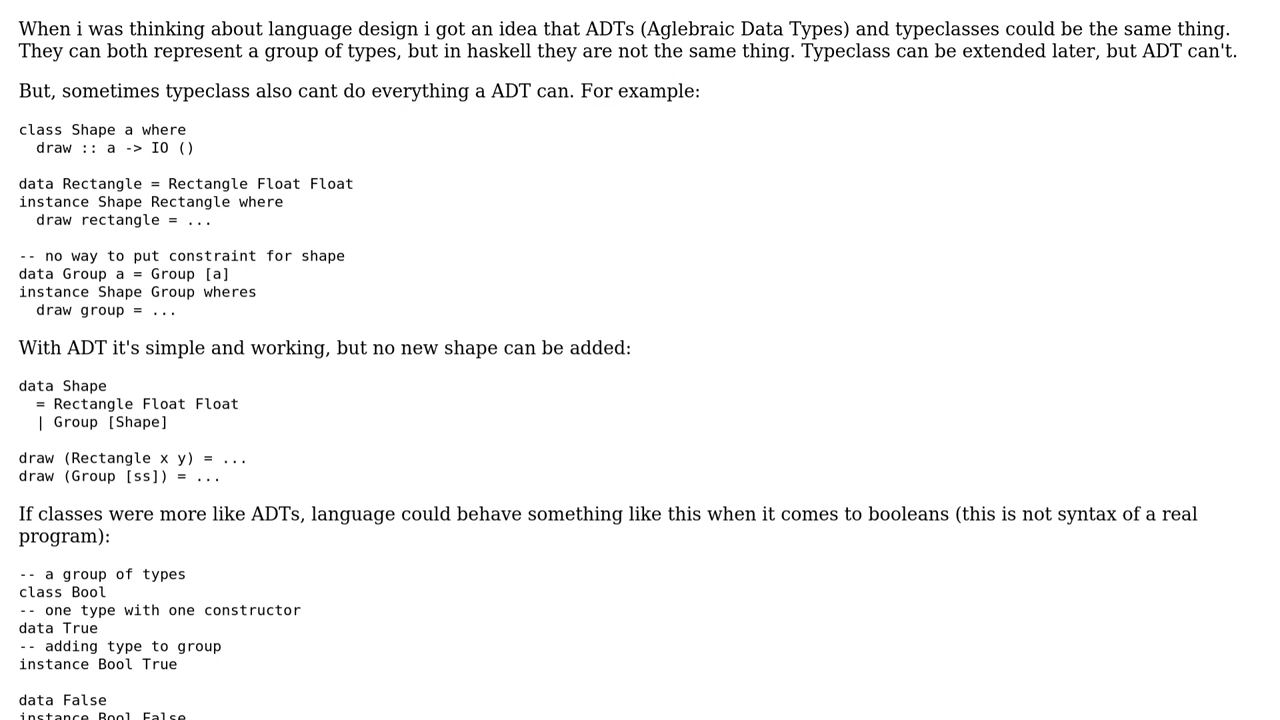 When i was thinking about language design i got an idea that ADTs (Aglebraic Data Types) and typeclasses could be the same thing.
They can both represent a group of types, but in haskell they are not the same thing. Typeclass can be extended later, but ADT can't.
But, sometimes typeclass also cant do everything a ADT can. For example:
class Shape a where
  draw :: a -> IO ()
data Rectangle = Rectangle Float Float
instance Shape Rectangle where
  draw rectangle = ...
-- no way to put constraint for shape
data Group a = Group [a]
instance Shape Group wheres
  draw group = ...
With ADT it's simple and working, but no new shape can be added:
data Shape
  = Rectangle Float Float
  | Group [Shape]
draw (Rectangle x y) = ...
draw (Group [ss]) = ...
If classes were more like ADTs, language could behave something like this when it comes to booleans (this is not syntax of a real
program):
-- a group of types
class Bool
-- one type with one constructor
data True
-- adding type to group
instance Bool True
data False
instance Bool False